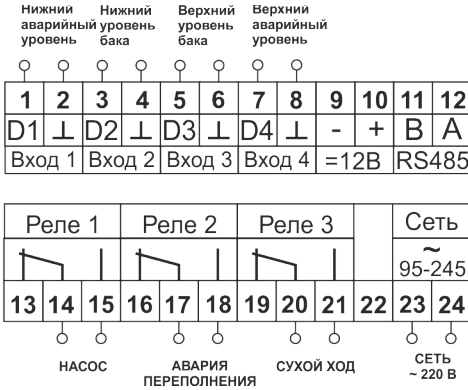 Нижний аварийный уровень
Нижний уровень бака
Верхний уровень бака
Верхний аварийный уровень
1 2 3 4 5 6 7 8 9 10 11 12
D1 ⊥ D2 ⊥ D3 ⊥ D4 ⊥ - + B A
Вход 1 Вход 2 Вход 3 Вход 4 =12В RS485
Реле 1 Реле 2 Реле 3 Сеть
~
95-245
13 14 15 16 17 18 19 20 21 22 23 24
НАСОС
АВАРИЯ ПЕРЕПОЛНЕНИЯ
СУХОЙ ХОД
СЕТЬ ~ 220 В